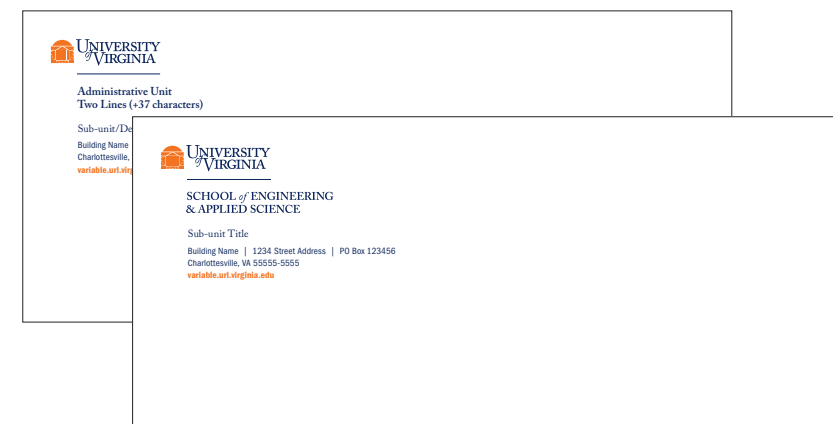 UNIVERSITY
of VIRGINIA
Administrative Unit
Two Lines (+37 characters)
Sub-unit/De
Building Name
Charlottesville,
variable.url.virg
UNIVERSITY
of VIRGINIA
SCHOOL of ENGINEERING
& APPLIED SCIENCE
Sub-unit Title
Building Name | 1234 Street Address | PO Box 123456
Charlottesville, VA 55555-5555
variable.url.virginia.edu